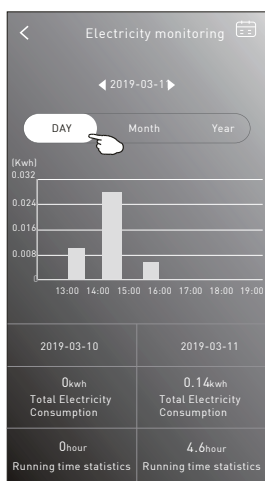 Electricity monitoring
2019-03-1
DAY Month Year
(Kwh)
0.032
0.024
0.016
0.008
0
13:00 14:00 15:00 16:00 17:00 18:00 19:00
2019-03-10 2019-03-11
0kwh 0.14kwh
Total Electricity Total Electricity
Consumption Consumption
0hour 4.6hour
Running time statistics Running time statistics